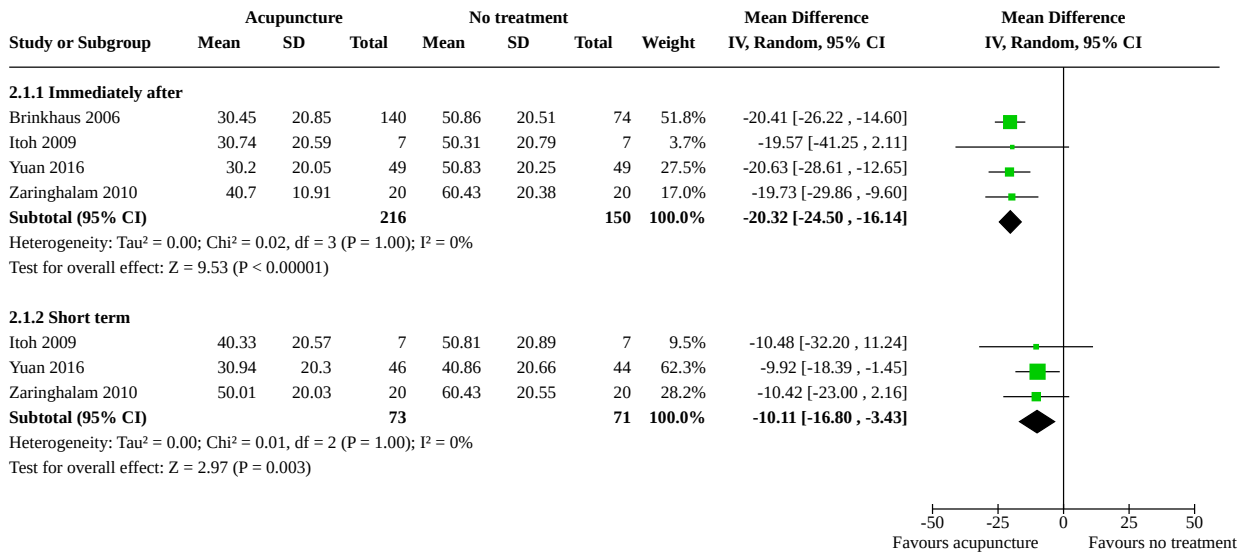 Acupuncture No treatment Mean Difference Mean Difference
Study or Subgroup Mean SD Total Mean SD Total Weight IV, Random, 95% CI IV, Random, 95% CI
2.1.1 Immediately after
Brinkhaus 2006 30.45 20.85 140 50.86 20.51 74 51.8% -20.41 [-26.22 , -14.60]
Itoh 2009 30.74 20.59 7 50.31 20.79 7 3.7% -19.57 [-41.25 , 2.11]
Yuan 2016 30.2 20.05 49 50.83 20.25 49 27.5% -20.63 [-28.61 , -12.65]
Zaringhalam 2010 40.7 10.91 20 60.43 20.38 20 17.0% -19.73 [-29.86 , -9.60]
Subtotal (95% CI) 216 150 100.0% -20.32 [-24.50 , -16.14]
Heterogeneity: Tau² = 0.00; Chi² = 0.02, df = 3 (P = 1.00); I² = 0%
Test for overall effect: Z = 9.53 (P < 0.00001)
2.1.2 Short term
Itoh 2009 40.33 20.57 7 50.81 20.89 7 9.5% -10.48 [-32.20 , 11.24]
Yuan 2016 30.94 20.3 46 40.86 20.66 44 62.3% -9.92 [-18.39 , -1.45]
Zaringhalam 2010 50.01 20.03 20 60.43 20.55 20 28.2% -10.42 [-23.00 , 2.16]
Subtotal (95% CI) 73 71 100.0% -10.11 [-16.80 , -3.43]
Heterogeneity: Tau² = 0.00; Chi² = 0.01, df = 2 (P = 1.00); I² = 0%
Test for overall effect: Z = 2.97 (P = 0.003)
-50 -25 0 25 50
Favours acupuncture Favours no treatment